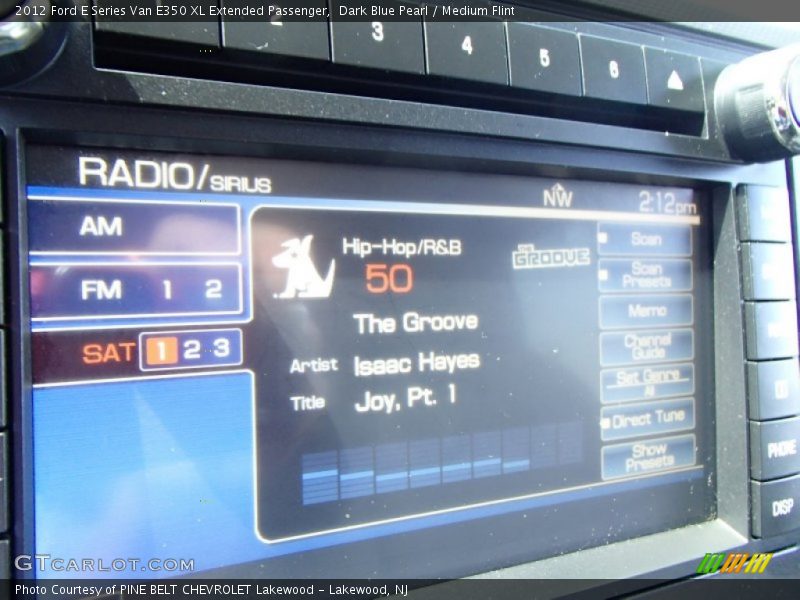 2012 Ford E Series Van E350 XL Extended Passenger, Dark Blue Pearl / Medium Flint
3 4 5 6
RADIO/SIRIUS
NW 2:12pm
AM
FM 1 2
SAT 1 2 3
Hip-Hop/R&B
50
THE GROOVE
The Groove
Artist Isaac Hayes
Title Joy, Pt. 1
Scan
Scan Presets
Memo
Channel Guide
Set Genre
All
Direct Tune
Show Presets
PHONE
DISP
GTCARLOT.COM
Photo Courtesy of PINE BELT CHEVROLET Lakewood - Lakewood, NJ